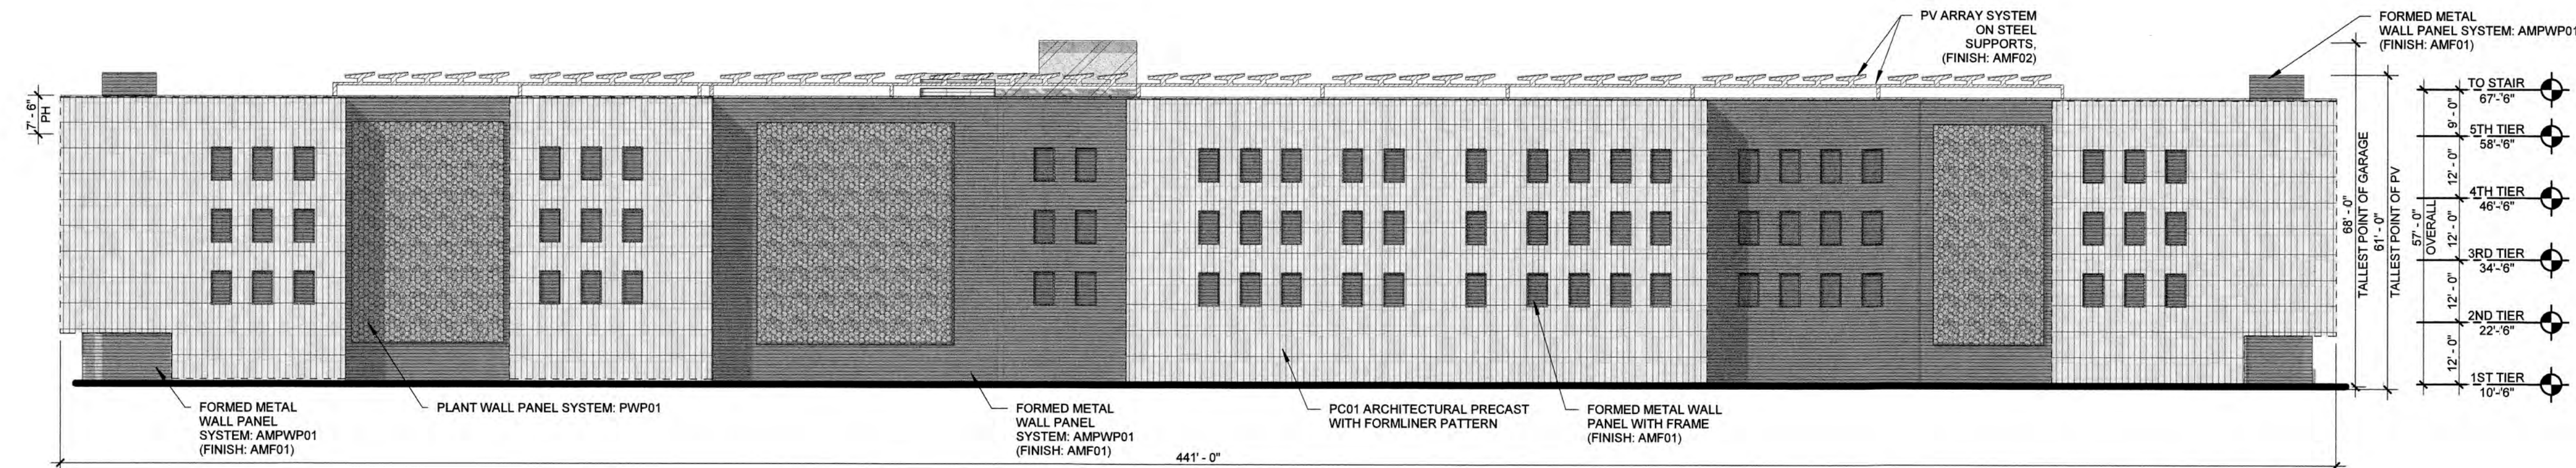 PV ARRAY SYSTEM
ON STEEL
SUPPORTS,
(FINISH: AMF02)
FORMED METAL
WALL PANEL SYSTEM: AMPWP01
(FINISH: AMF01)
7'- 6"
PH
TO STAIR
67'-'6"
9' - 0"
5TH TIER
58'-'6"
12' - 0"
4TH TIER
46'-'6"
12' - 0"
3RD TIER
34'-'6"
12' - 0"
2ND TIER
22'-'6"
12' - 0"
1ST TIER
10'-'6"
68' - 0"
TALLEST POINT OF GARAGE
61' - 0"
TALLEST POINT OF PV
57' - 0"
OVERALL
FORMED METAL
WALL PANEL
SYSTEM: AMPWP01
(FINISH: AMF01)
PLANT WALL PANEL SYSTEM: PWP01
FORMED METAL
WALL PANEL
SYSTEM: AMPWP01
(FINISH: AMF01)
PC01 ARCHITECTURAL PRECAST
WITH FORMLINER PATTERN
FORMED METAL WALL
PANEL WITH FRAME
(FINISH: AMF01)
441' - 0"